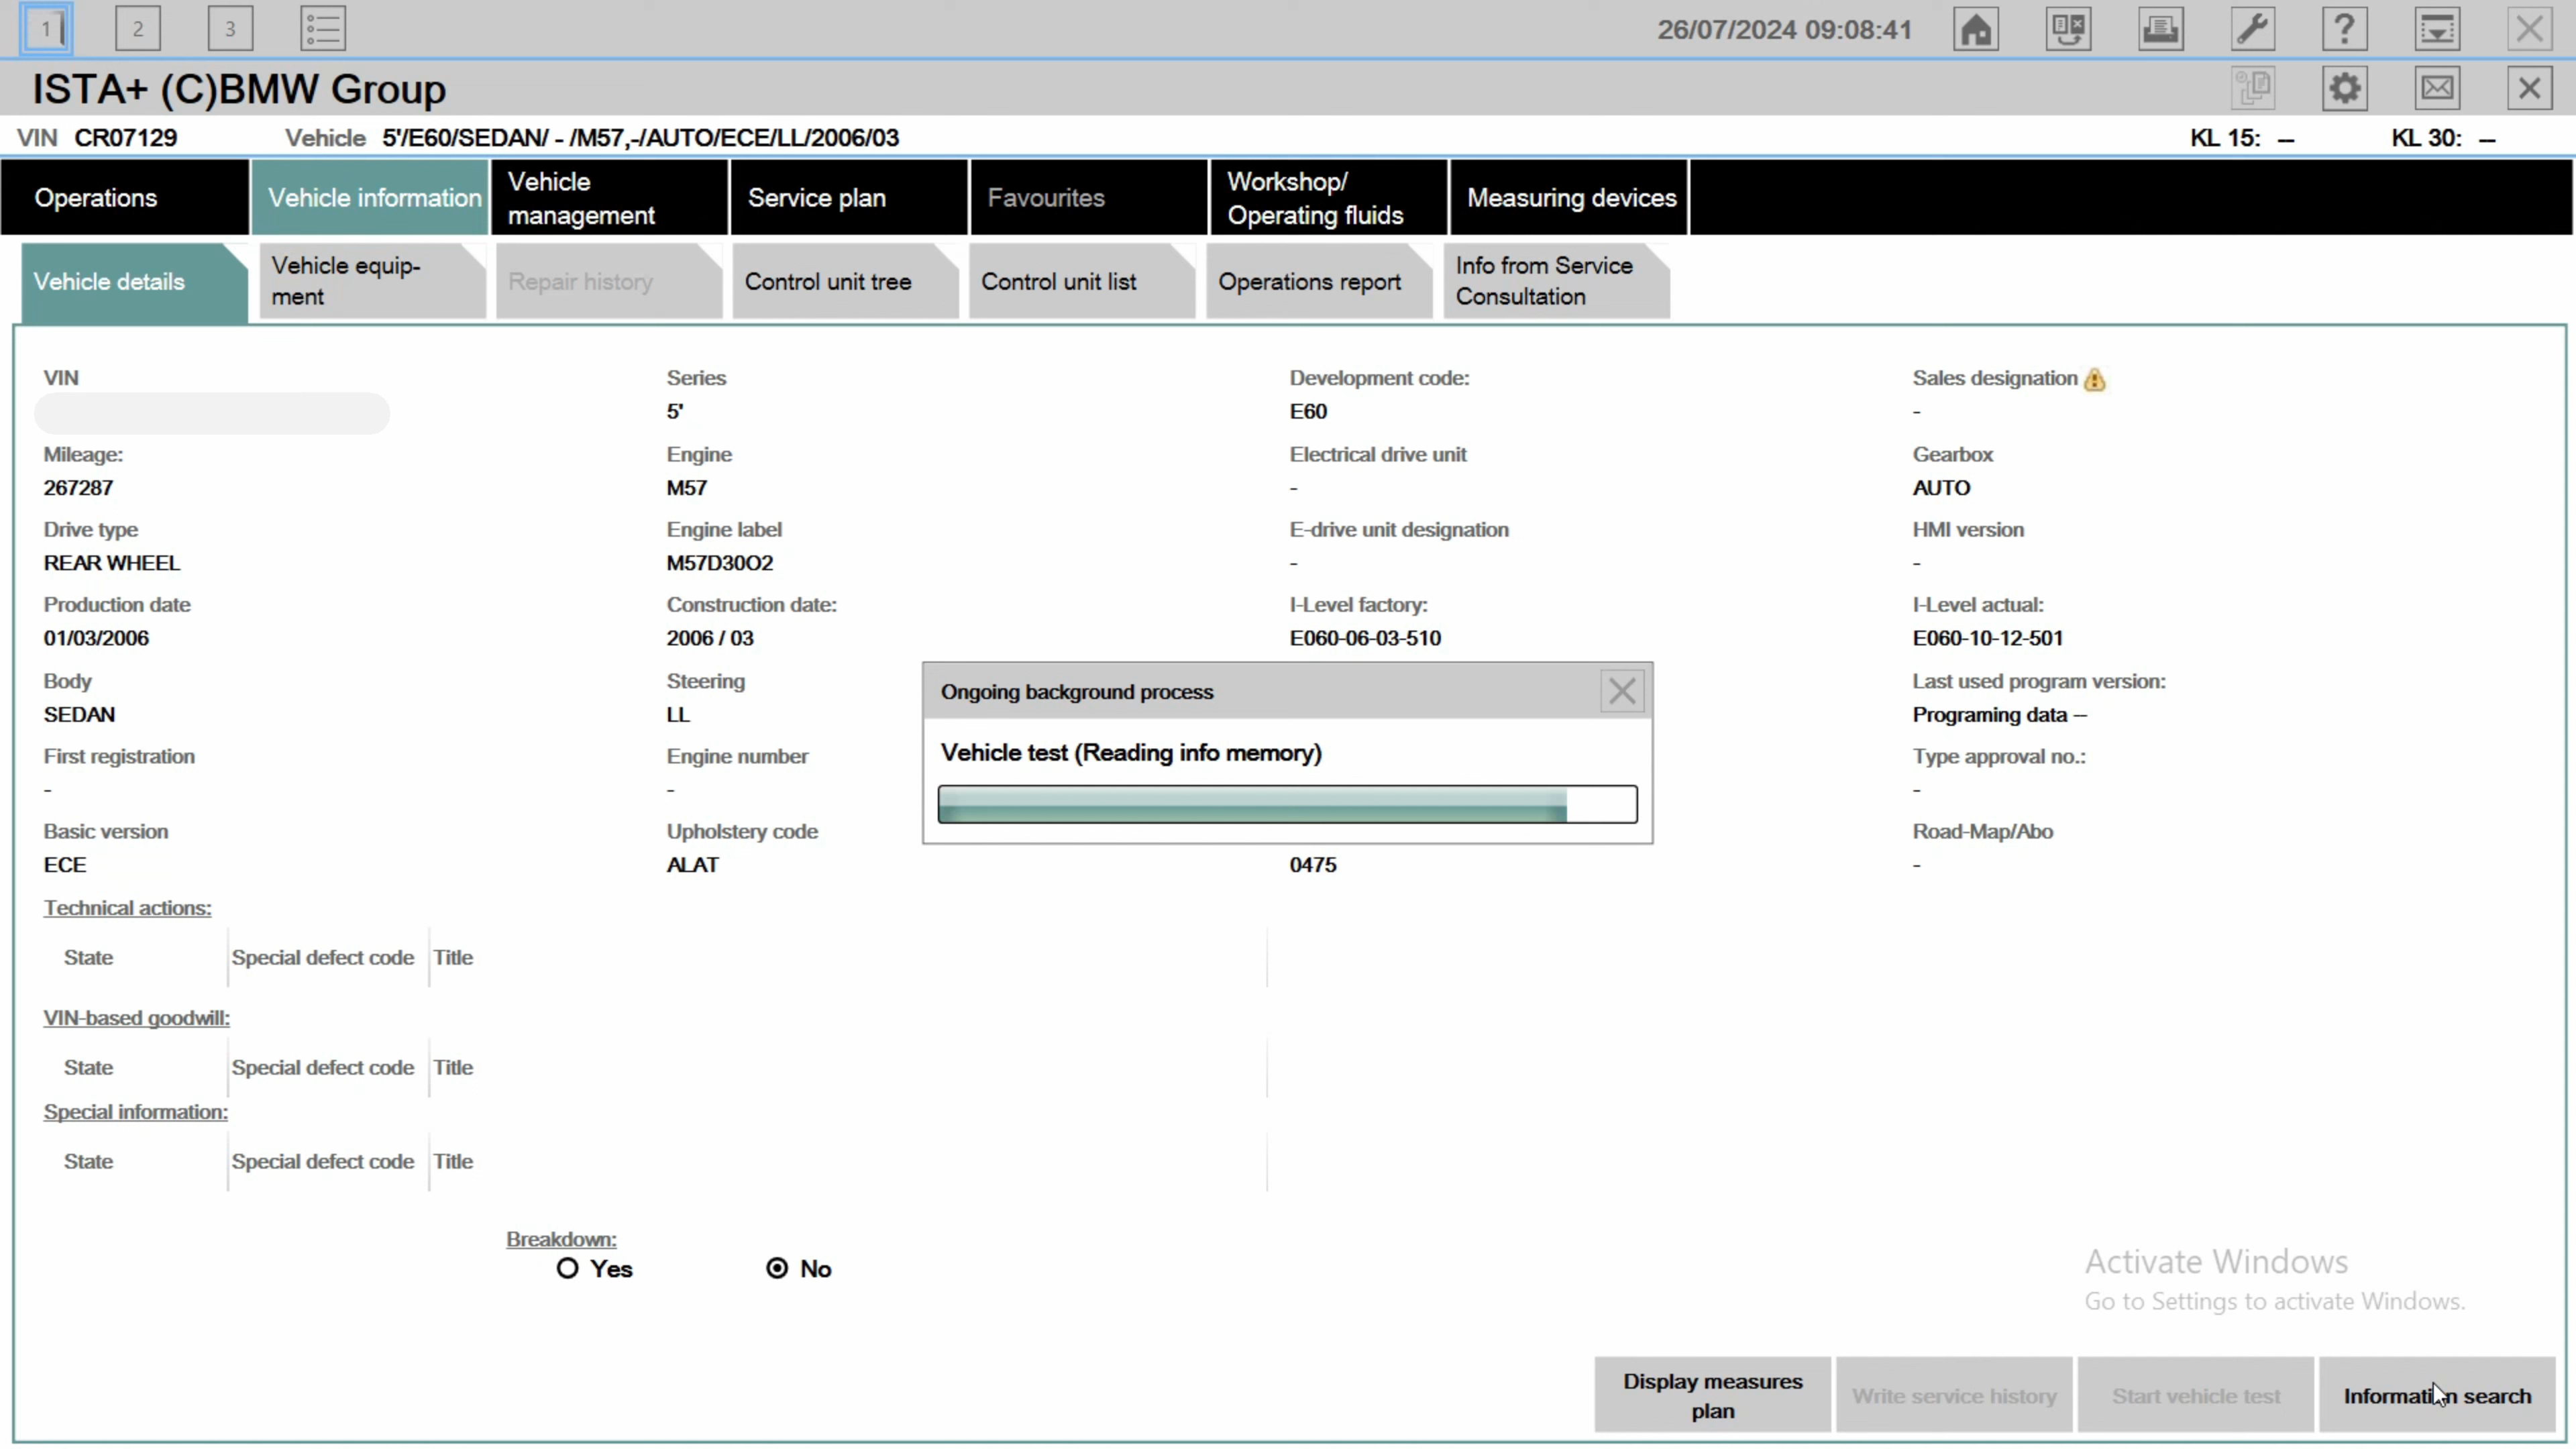 1 2 3 26/07/2024 09:08:41 ?
ISTA+ (C)BMW Group
VIN CR07129 Vehicle 5'/E60/SEDAN/ - /M57,-/AUTO/ECE/LL/2006/03 KL 15: -- KL 30: --
Operations
Vehicle information
Vehicle
management
Service plan
Favourites
Workshop/
Operating fluids
Measuring devices
Vehicle details
Vehicle equip-
ment
Repair history
Control unit tree
Control unit list
Operations report
Info from Service
Consultation
VIN Series Development code: Sales designation
5' E60 -
Mileage: Engine Electrical drive unit Gearbox
267287 M57 - AUTO
Drive type Engine label E-drive unit designation HMI version
REAR WHEEL M57D30O2 - -
Production date Construction date: I-Level factory: I-Level actual:
01/03/2006 2006 / 03 E060-06-03-510 E060-10-12-501
Body Steering Last used program version:
SEDAN LL Programing data --
First registration Engine number Type approval no.:
- - -
Basic version Upholstery code Road-Map/Abo
ECE ALAT 0475 -
Ongoing background process
Vehicle test (Reading info memory)
Technical actions:
State Special defect code Title
VIN-based goodwill:
State Special defect code Title
Special information:
State Special defect code Title
Breakdown:
Yes No
Activate Windows
Go to Settings to activate Windows.
Display measures
plan
Write service history
Start vehicle test
Information search